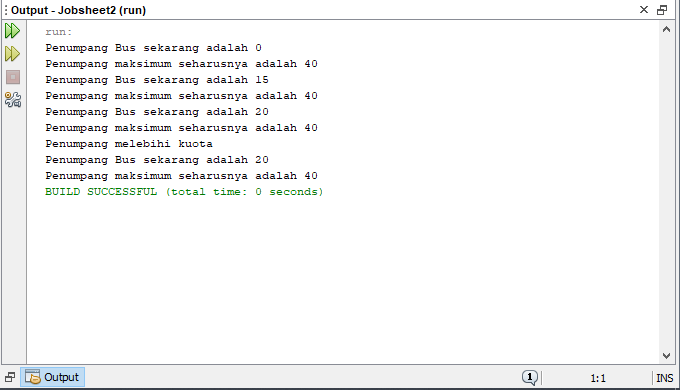 Output - Jobsheet2 (run)
run:
Penumpang Bus sekarang adalah 0
Penumpang maksimum seharusnya adalah 40
Penumpang Bus sekarang adalah 15
Penumpang maksimum seharusnya adalah 40
Penumpang Bus sekarang adalah 20
Penumpang maksimum seharusnya adalah 40
Penumpang melebihi kuota
Penumpang Bus sekarang adalah 20
Penumpang maksimum seharusnya adalah 40
BUILD SUCCESSFUL (total time: 0 seconds)
Output 1 1:1 INS